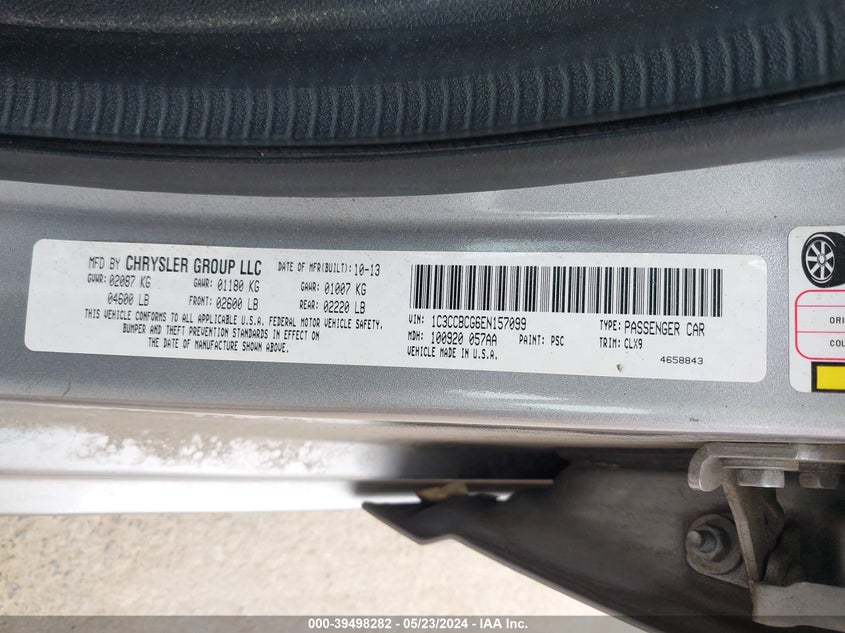 MFD BY CHRYSLER GROUP LLC DATE OF MFR(BUILT): 10-13
GVWR: 02087 KG GAWR: 01180 KG GAWR: 01007 KG
04600 LB FRONT: 02600 LB REAR: 02220 LB
THIS VEHICLE CONFORMS TO ALL APPLICABLE U.S.A. FEDERAL MOTOR VEHICLE SAFETY,
BUMPER AND THEFT PREVENTION STANDARDS IN EFFECT ON
THE DATE OF MANUFACTURE SHOWN ABOVE.
VIN: 1C3CCBCG6EN157099 TYPE: PASSENGER CAR
MDH: 100920 057AA PAINT: PSC TRIM: CLX9
VEHICLE MADE IN U.S.A. 4658843
ORI
COL
000-39498282 - 05/23/2024 - IAA Inc.